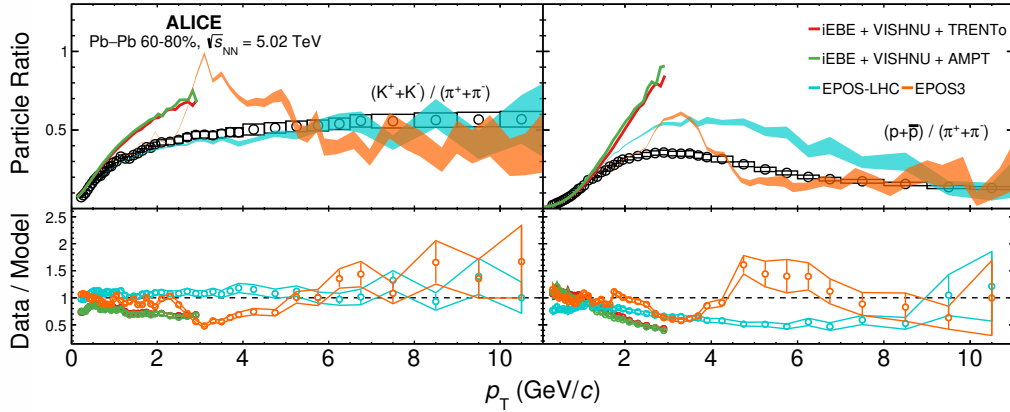 ALICE
Pb–Pb 60-80%, √s_NN = 5.02 TeV
(K⁺+K⁻) / (π⁺+π⁻)
iEBE + VISHNU + TRENTo
iEBE + VISHNU + AMPT
EPOS-LHC
EPOS3
(p+p̅) / (π⁺+π⁻)
Particle Ratio
1
0.5
Data / Model
2.5
2
1.5
1
0.5
0 2 4 6 8 10
2 4 6 8 10
p_T (GeV/c)